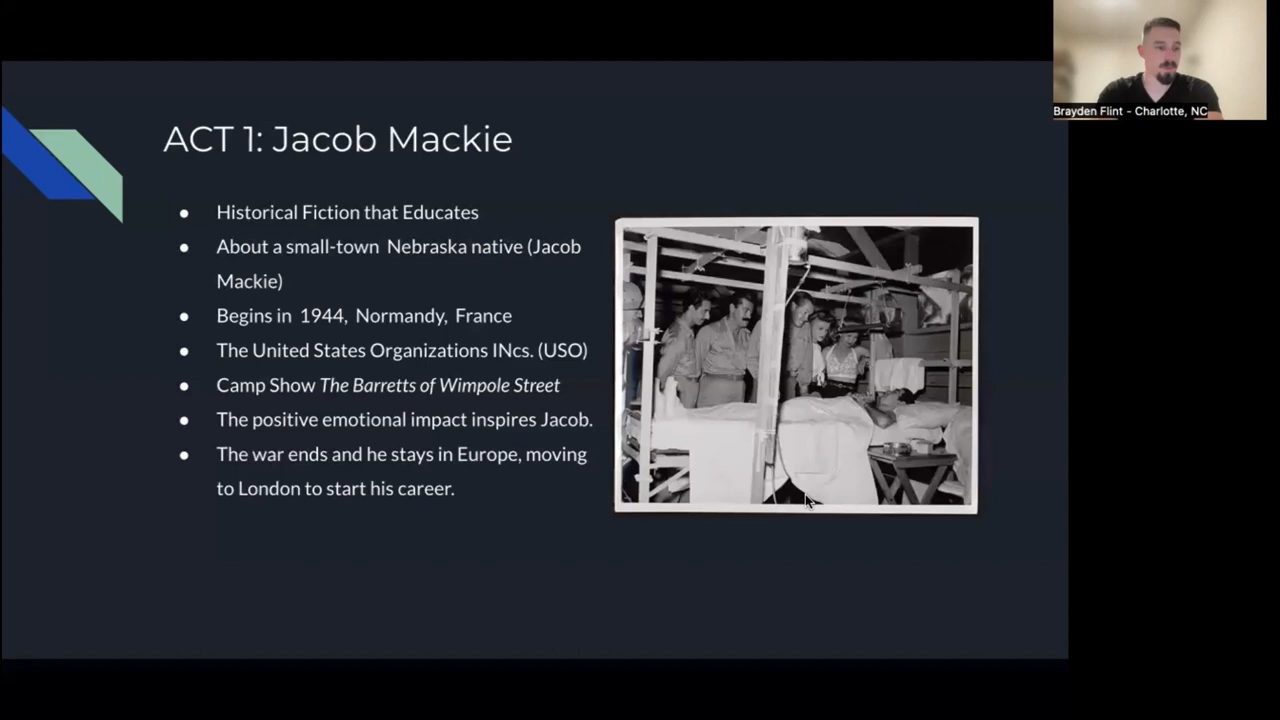 Brayden Flint - Charlotte, NC
ACT 1: Jacob Mackie
● Historical Fiction that Educates
● About a small-town Nebraska native (Jacob
Mackie)
● Begins in 1944, Normandy, France
● The United States Organizations INcs. (USO)
● Camp Show The Barretts of Wimpole Street
● The positive emotional impact inspires Jacob.
● The war ends and he stays in Europe, moving
to London to start his career.